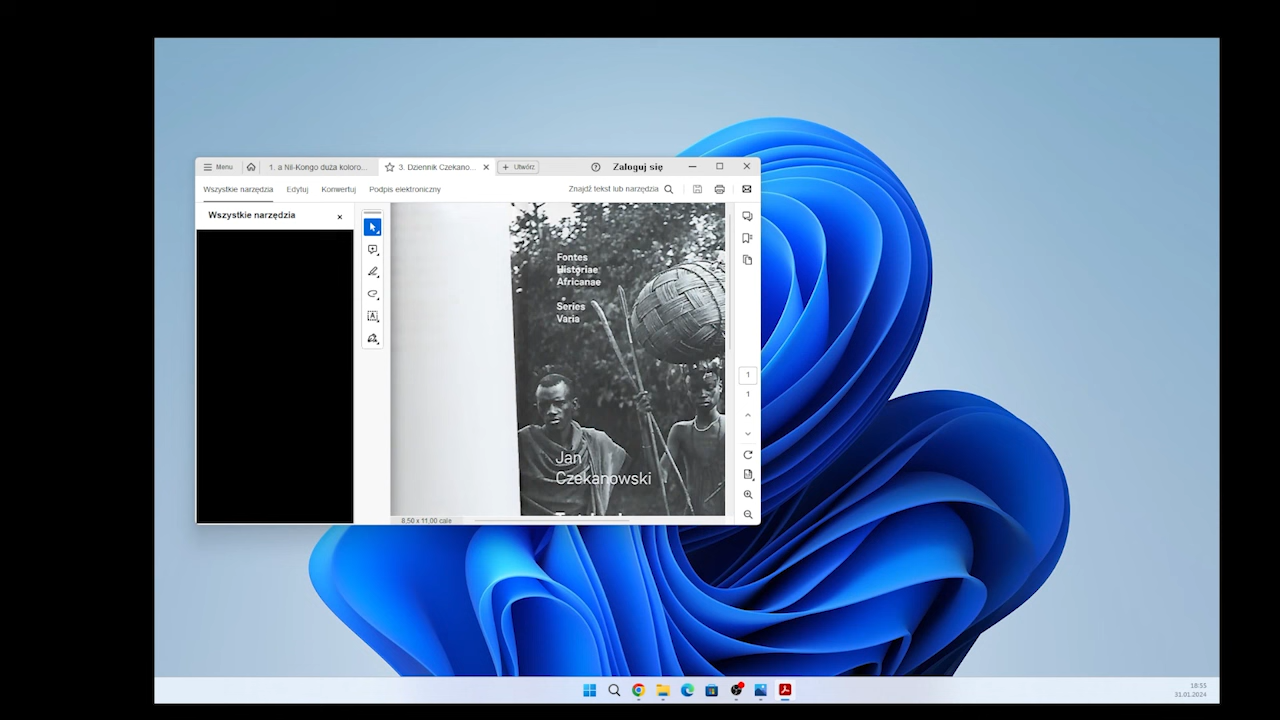 Menu
1. a Nil-Kongo duża koloro...
3. Dziennik Czekano...
Utwórz
Zaloguj się
Wszystkie narzędzia
Edytuj
Konwertuj
Podpis elektroniczny
Znajdź tekst lub narzędzia
Wszystkie narzędzia
Fontes
Historiae
Africanae
Series
Varia
Jan
Czekanowski
1
1
8,50 x 11,00 cale
18:55
31.01.2024